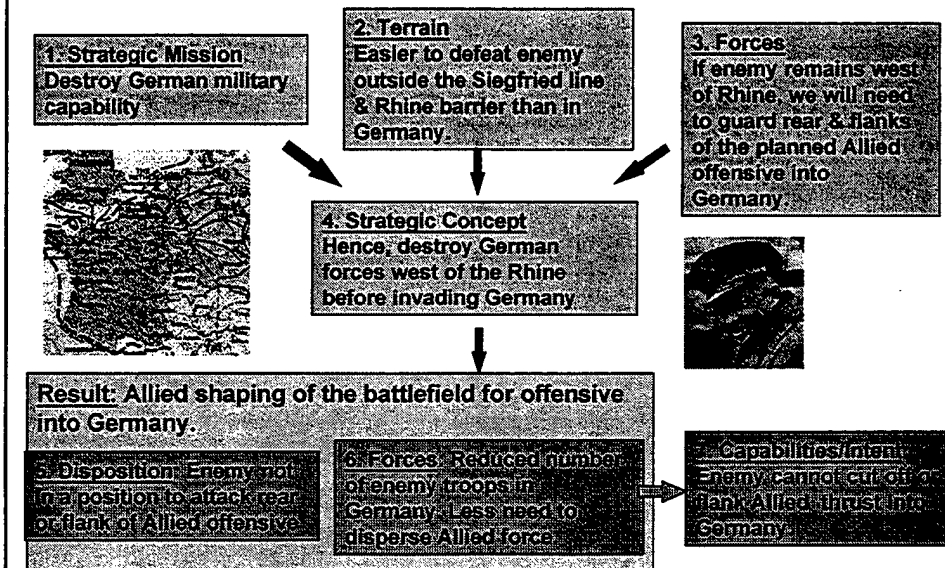 1. Strategic Mission
Destroy German military
capability
2. Terrain
Easier to defeat enemy
outside the Siegfried line
& Rhine barrier than in
Germany.
3. Forces
If enemy remains west
of Rhine, we will need
to guard rear & flanks
of the planned Allied
offensive into
Germany.
4. Strategic Concept
Hence, destroy German
forces west of the Rhine
before invading Germany
Result: Allied shaping of the battlefield for offensive
into Germany.
5. Disposition: Enemy not
in a position to attack rear
or flank of Allied offensive
6. Forces: Reduced number
of enemy troops in
Germany. Less need to
disperse Allied force
7. Capabilities/Intent
Enemy cannot cut off or
flank Allied thrust into
Germany